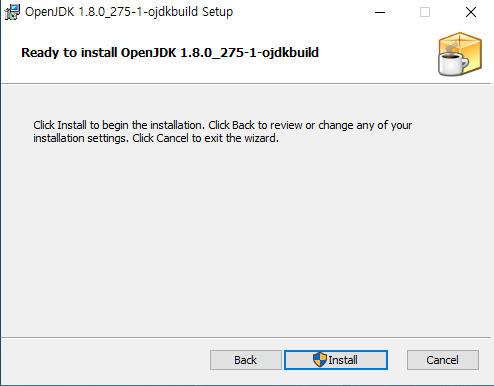 OpenJDK 1.8.0_275-1-ojdkbuild Setup
Ready to install OpenJDK 1.8.0_275-1-ojdkbuild
Click Install to begin the installation. Click Back to review or change any of your
installation settings. Click Cancel to exit the wizard.
Back
Install
Cancel